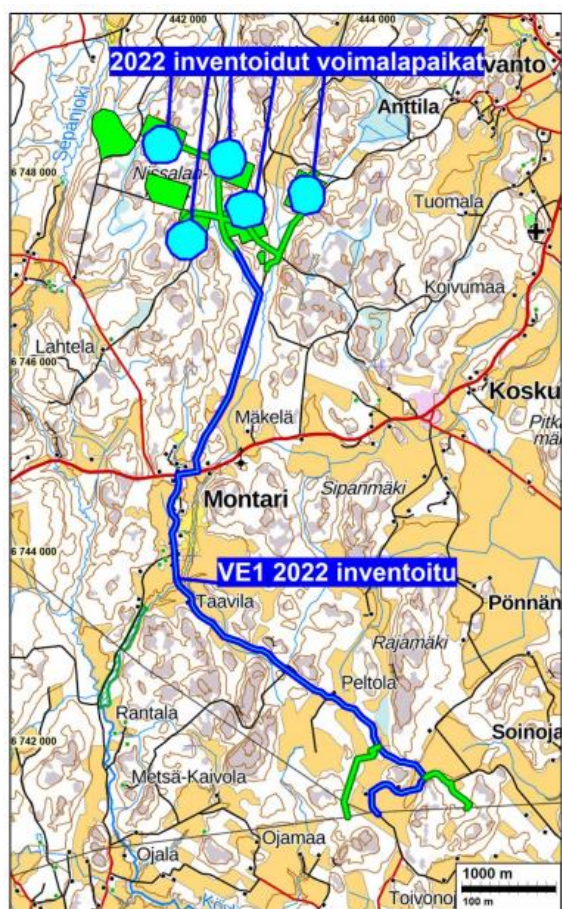 442 000
444 000
2022 inventoidut voimalapaikat
vanto
Anttila
Sepänjoki
6 748 000
Nissalan-
Tuomala
Koivumaa
6 746 000
Lahtela
Mäkelä
Kosku
Pitkä
mäk
Montari
Sipanmäki
6 744 000
VE1 2022 inventoitu
Taavila
Pönnän
Rajamäki
Peltola
Rantala
6 742 000
Soinoja
Metsä-Kaivola
Ojamaa
Ojala
1000 m
100 m
Toivonoj